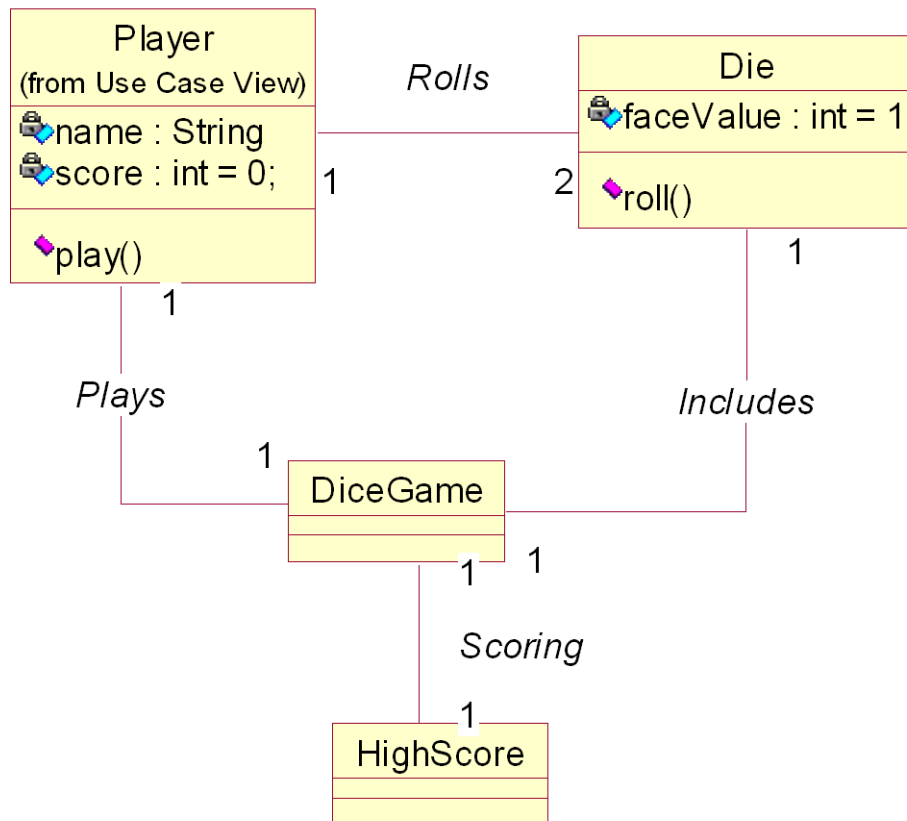 Player
(from Use Case View)
name : String
score : int = 0;
play()
Rolls
1
2
Die
faceValue : int = 1
roll()
1
1
Plays
Includes
1
DiceGame
1
1
Scoring
1
HighScore